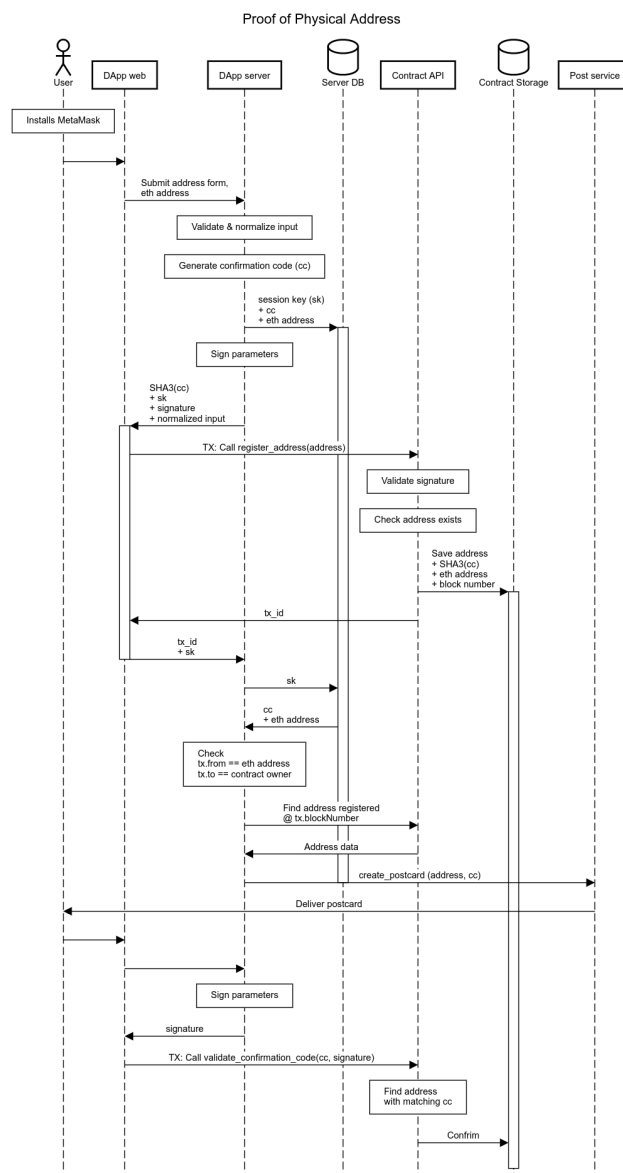 Proof of Physical Address
User
DApp web
DApp server
Server DB
Contract API
Contract Storage
Post service
Installs MetaMask
Submit address form,
eth address
Validate & normalize input
Generate confirmation code (cc)
session key (sk)
+ cc
+ eth address
Sign parameters
SHA3(cc)
+ sk
+ signature
+ normalized input
TX: Call register_address(address)
Validate signature
Check address exists
Save address
+ SHA3(cc)
+ eth address
+ block number
tx_id
tx_id
+ sk
sk
cc
+ eth address
Check
tx.from == eth address
tx.to == contract owner
Find address registered
@ tx.blockNumber
Address data
create_postcard (address, cc)
Deliver postcard
Sign parameters
signature
TX: Call validate_confirmation_code(cc, signature)
Find address
with matching cc
Confrim